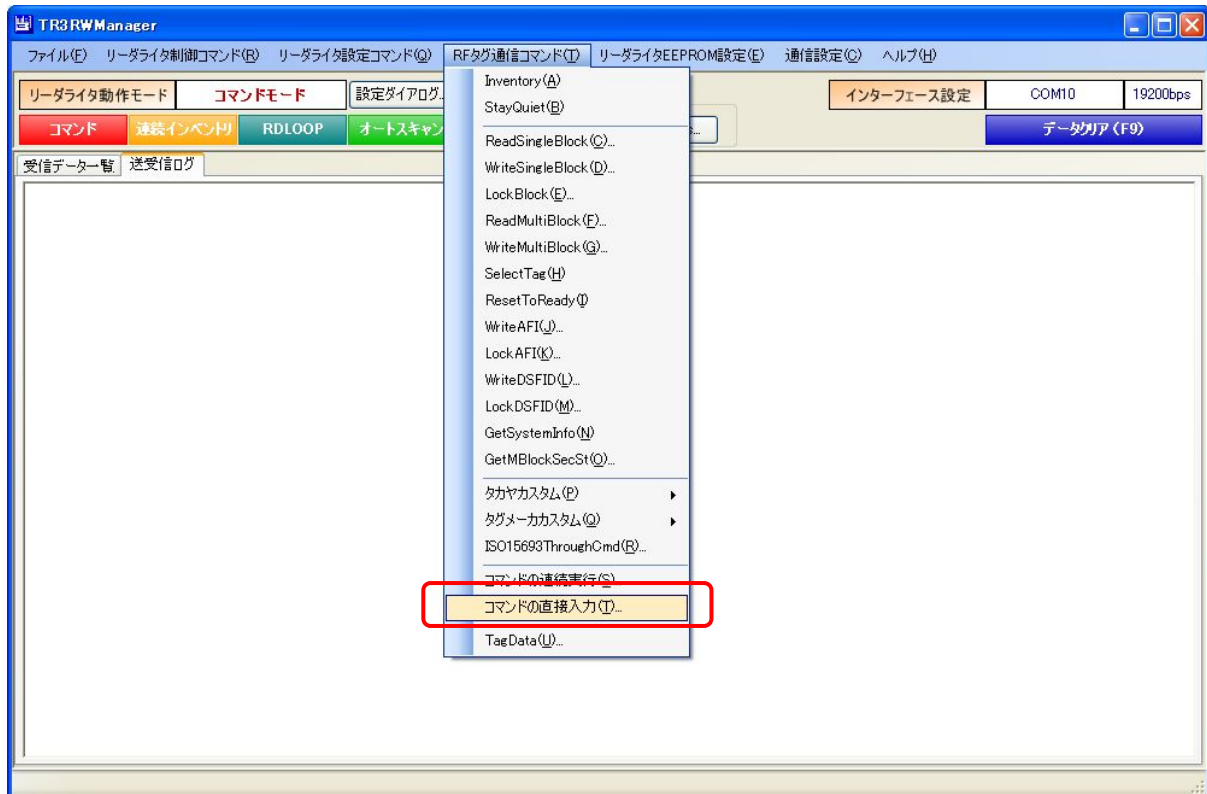 TR3RWManager
ファイル(F) リーダライタ制御コマンド(R) リーダライタ設定コマンド(Q) RFタグ通信コマンド(T) リーダライタEEPROM設定(E) 通信設定(C) ヘルプ(H)
リーダライタ動作モード コマンドモード 設定ダイアログ... インターフェース設定 COM10 19200bps
コマンド 連続インベントリ RDLOOP オートスキャン データクリア(F9)
受信データ一覧 送受信ログ
Inventory(A)
StayQuiet(B)
ReadSingleBlock(C)...
WriteSingleBlock(D)...
LockBlock(E)...
ReadMultiBlock(F)...
WriteMultiBlock(G)...
SelectTag(H)
ResetToReady(I)
WriteAFI(J)...
LockAFI(K)...
WriteDSFID(L)...
LockDSFID(M)...
GetSystemInfo(N)
GetMBlockSecSt(O)...
タカヤカスタム(P)
タグメーカカスタム(Q)
ISO15693ThroughCmd(R)...
コマンドの連続実行(S)
コマンドの直接入力(T)...
TagData(U)...